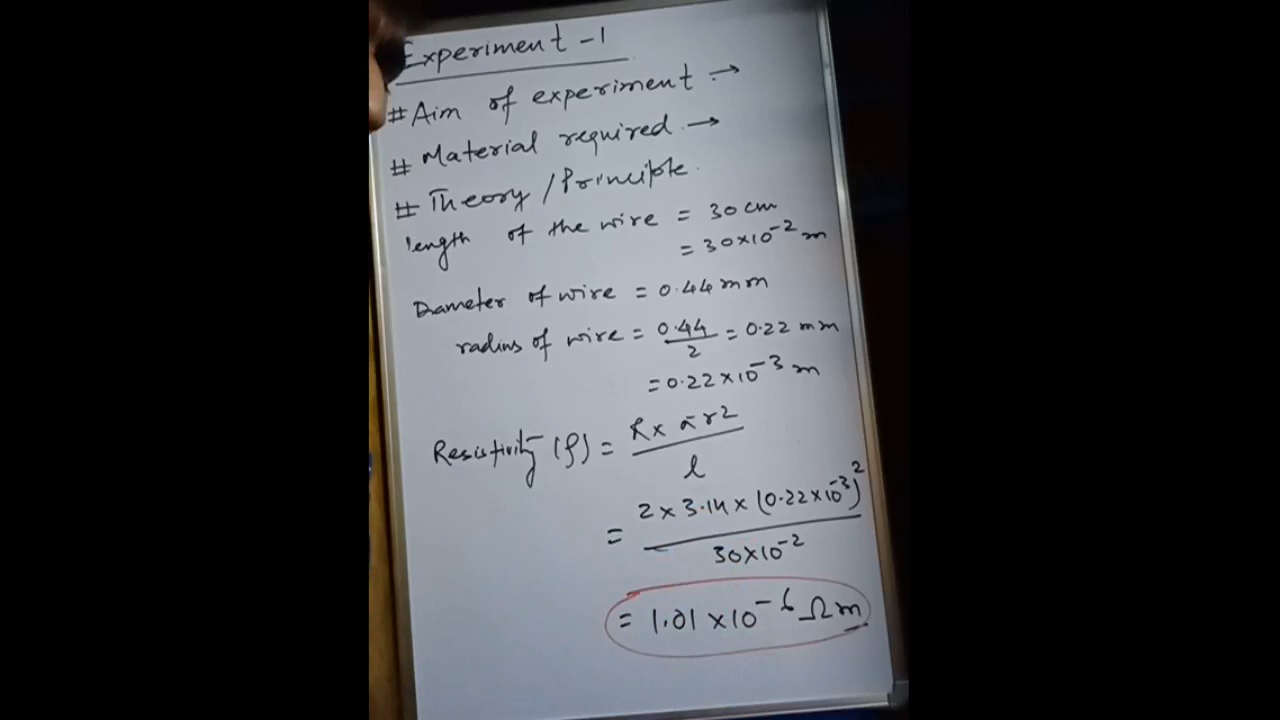 Experiment - 1
# Aim of experiment →
# Material required →
# Theory / Principle
length of the wire = 30 cm
= 30×10⁻² m
Diameter of wire = 0.44 mm
radius of wire = 0.44/2 = 0.22 mm
= 0.22 × 10⁻³ m
Resistivity (ρ) = R × πr²/l
= 2 × 3.14 × (0.22×10⁻³)²/30×10⁻²
= 1.01 × 10⁻⁶ Ωm